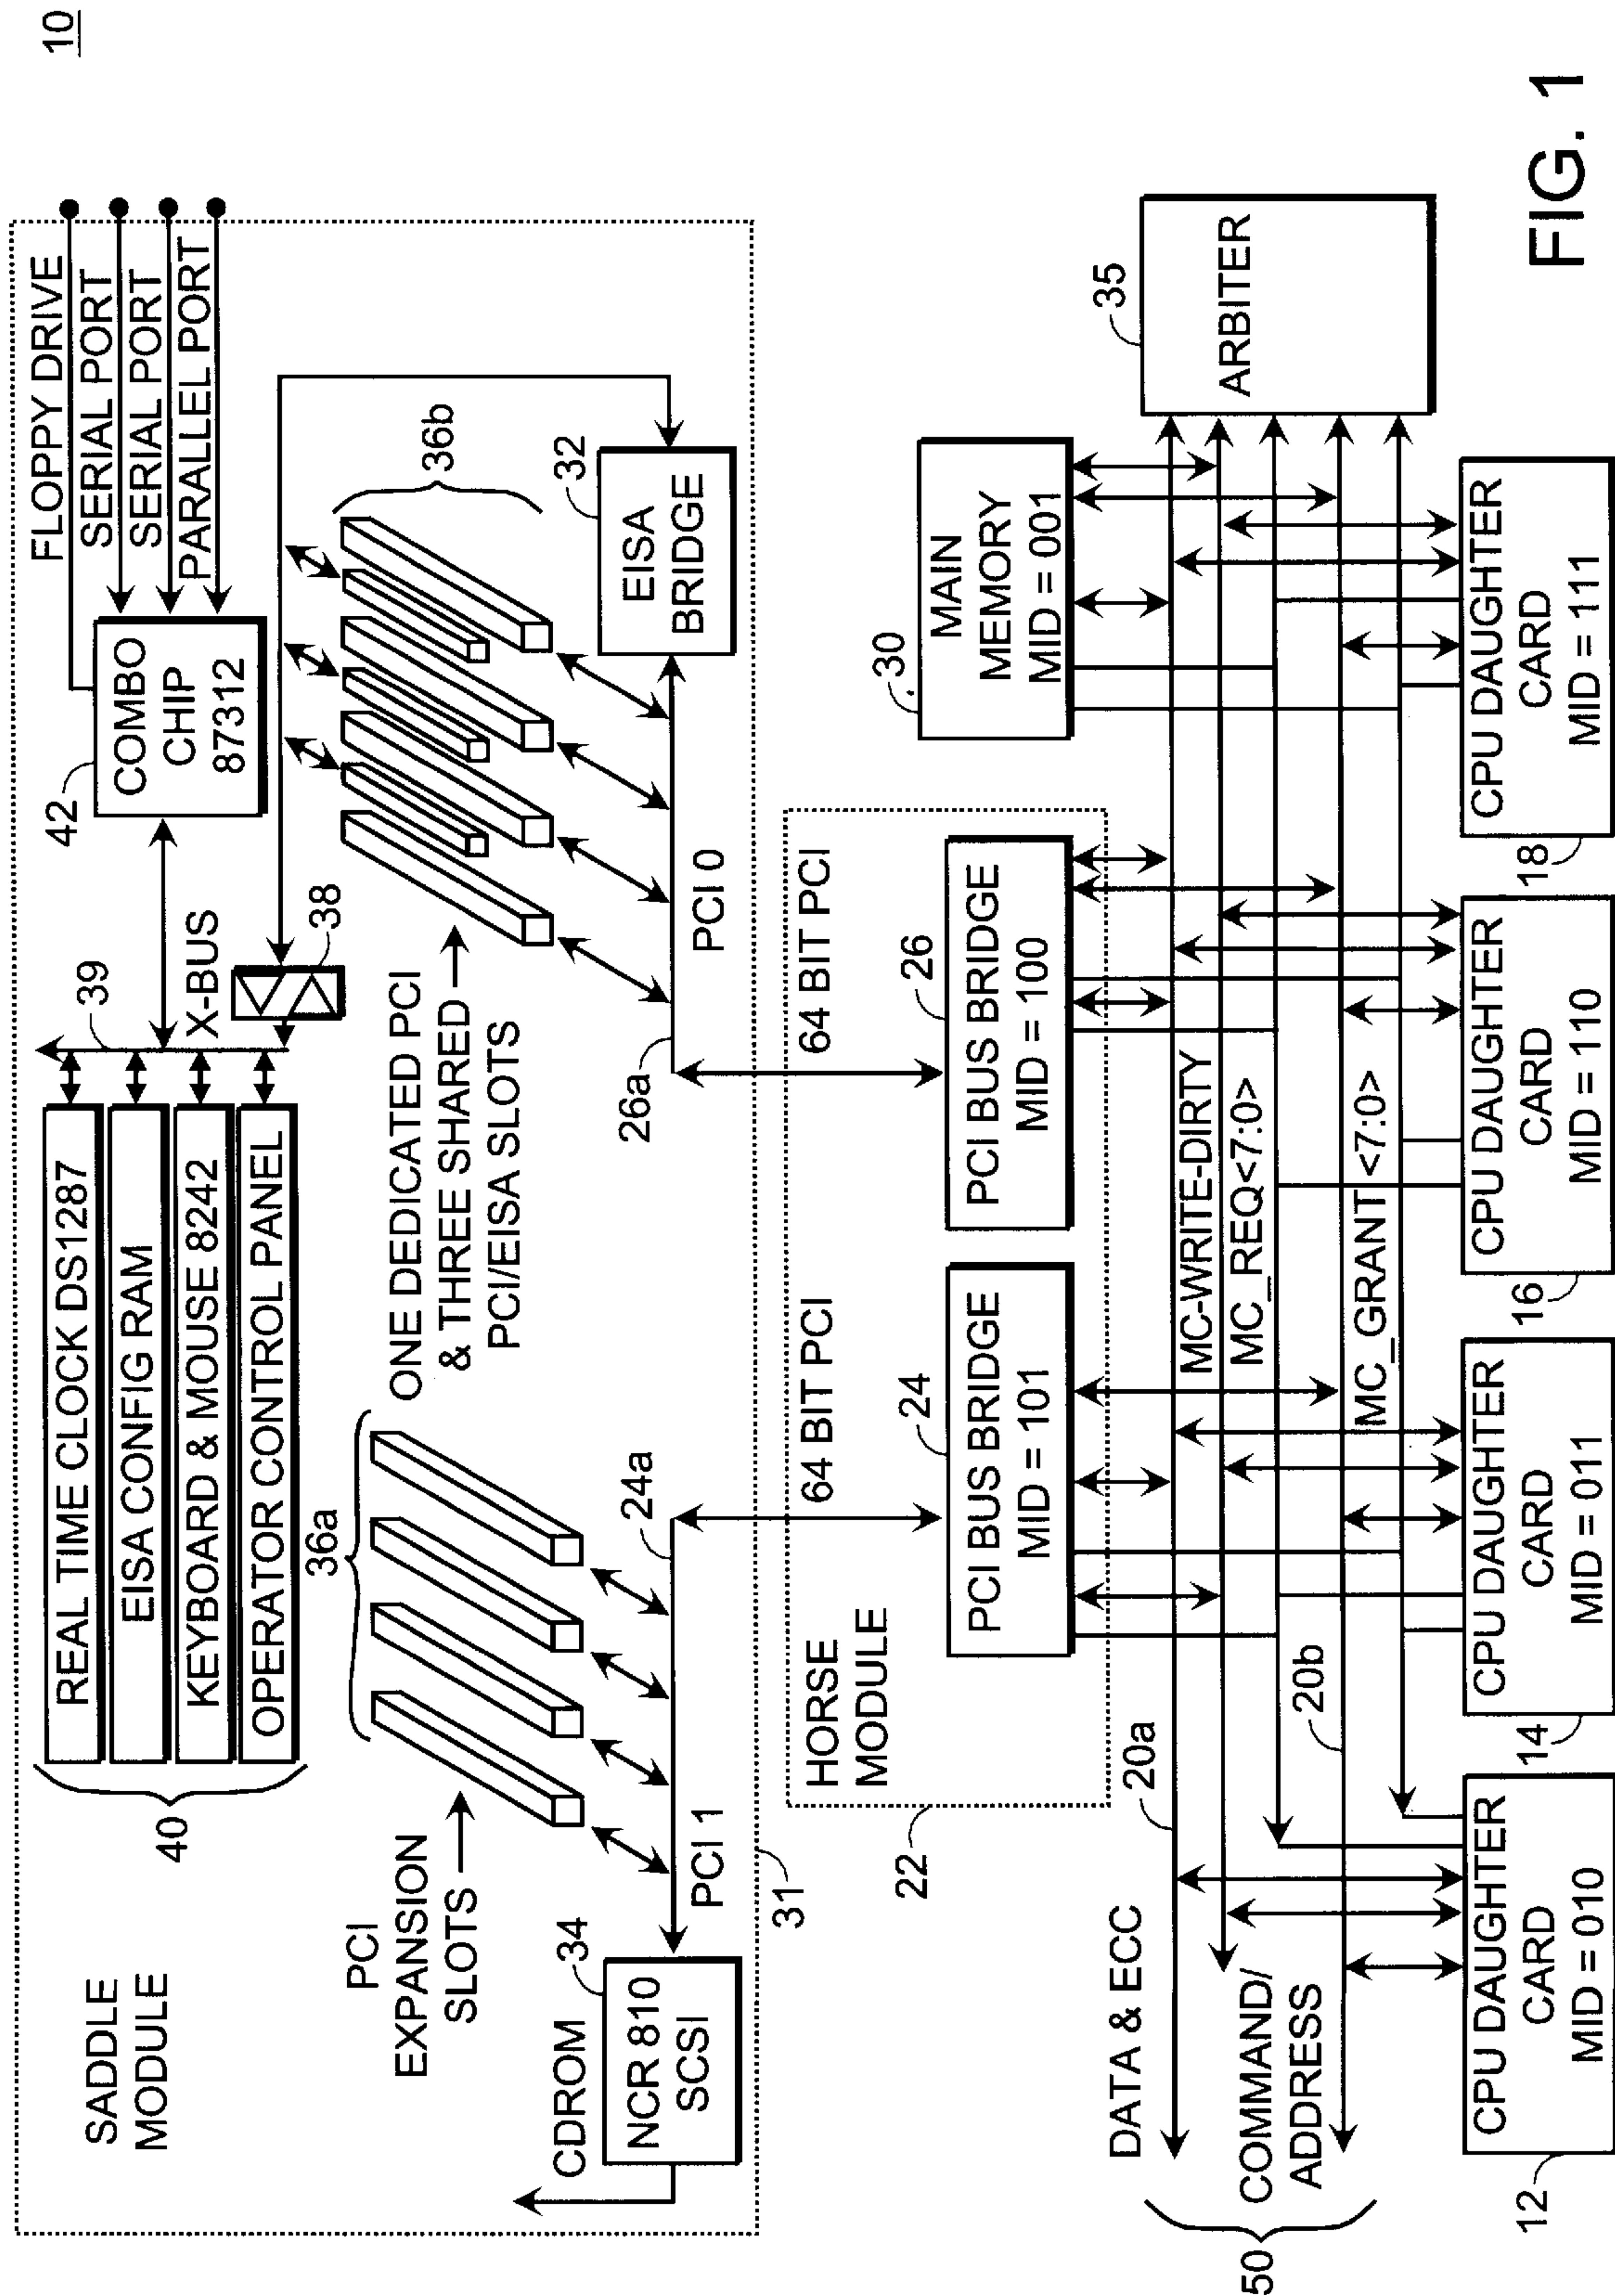 10
SADDLE
MODULE
40
REAL TIME CLOCK DS1287
EISA CONFIG RAM
KEYBOARD & MOUSE 8242
OPERATOR CONTROL PANEL
39
X-BUS
38
42
COMBO
CHIP
87312
FLOPPY DRIVE
SERIAL PORT
SERIAL PORT
PARALLEL PORT
PCI
EXPANSION
SLOTS
36a
ONE DEDICATED PCI
& THREE SHARED
PCI/EISA SLOTS
36b
CDROM
34
NCR 810
SCSI
PCI 1
24a
26a
PCI 0
32
EISA
BRIDGE
31
HORSE
MODULE
22
64 BIT PCI
64 BIT PCI
24
PCI BUS BRIDGE
MID = 101
26
PCI BUS BRIDGE
MID = 100
30
MAIN
MEMORY
MID = 001
35
ARBITER
50
DATA & ECC
20a
MC-WRITE-DIRTY
MC_REQ<7:0>
COMMAND/
ADDRESS
20b
MC_GRANT <7:0>
12
CPU DAUGHTER
CARD
MID = 010
14
CPU DAUGHTER
CARD
MID = 011
16
CPU DAUGHTER
CARD
MID = 110
18
CPU DAUGHTER
CARD
MID = 111
FIG. 1